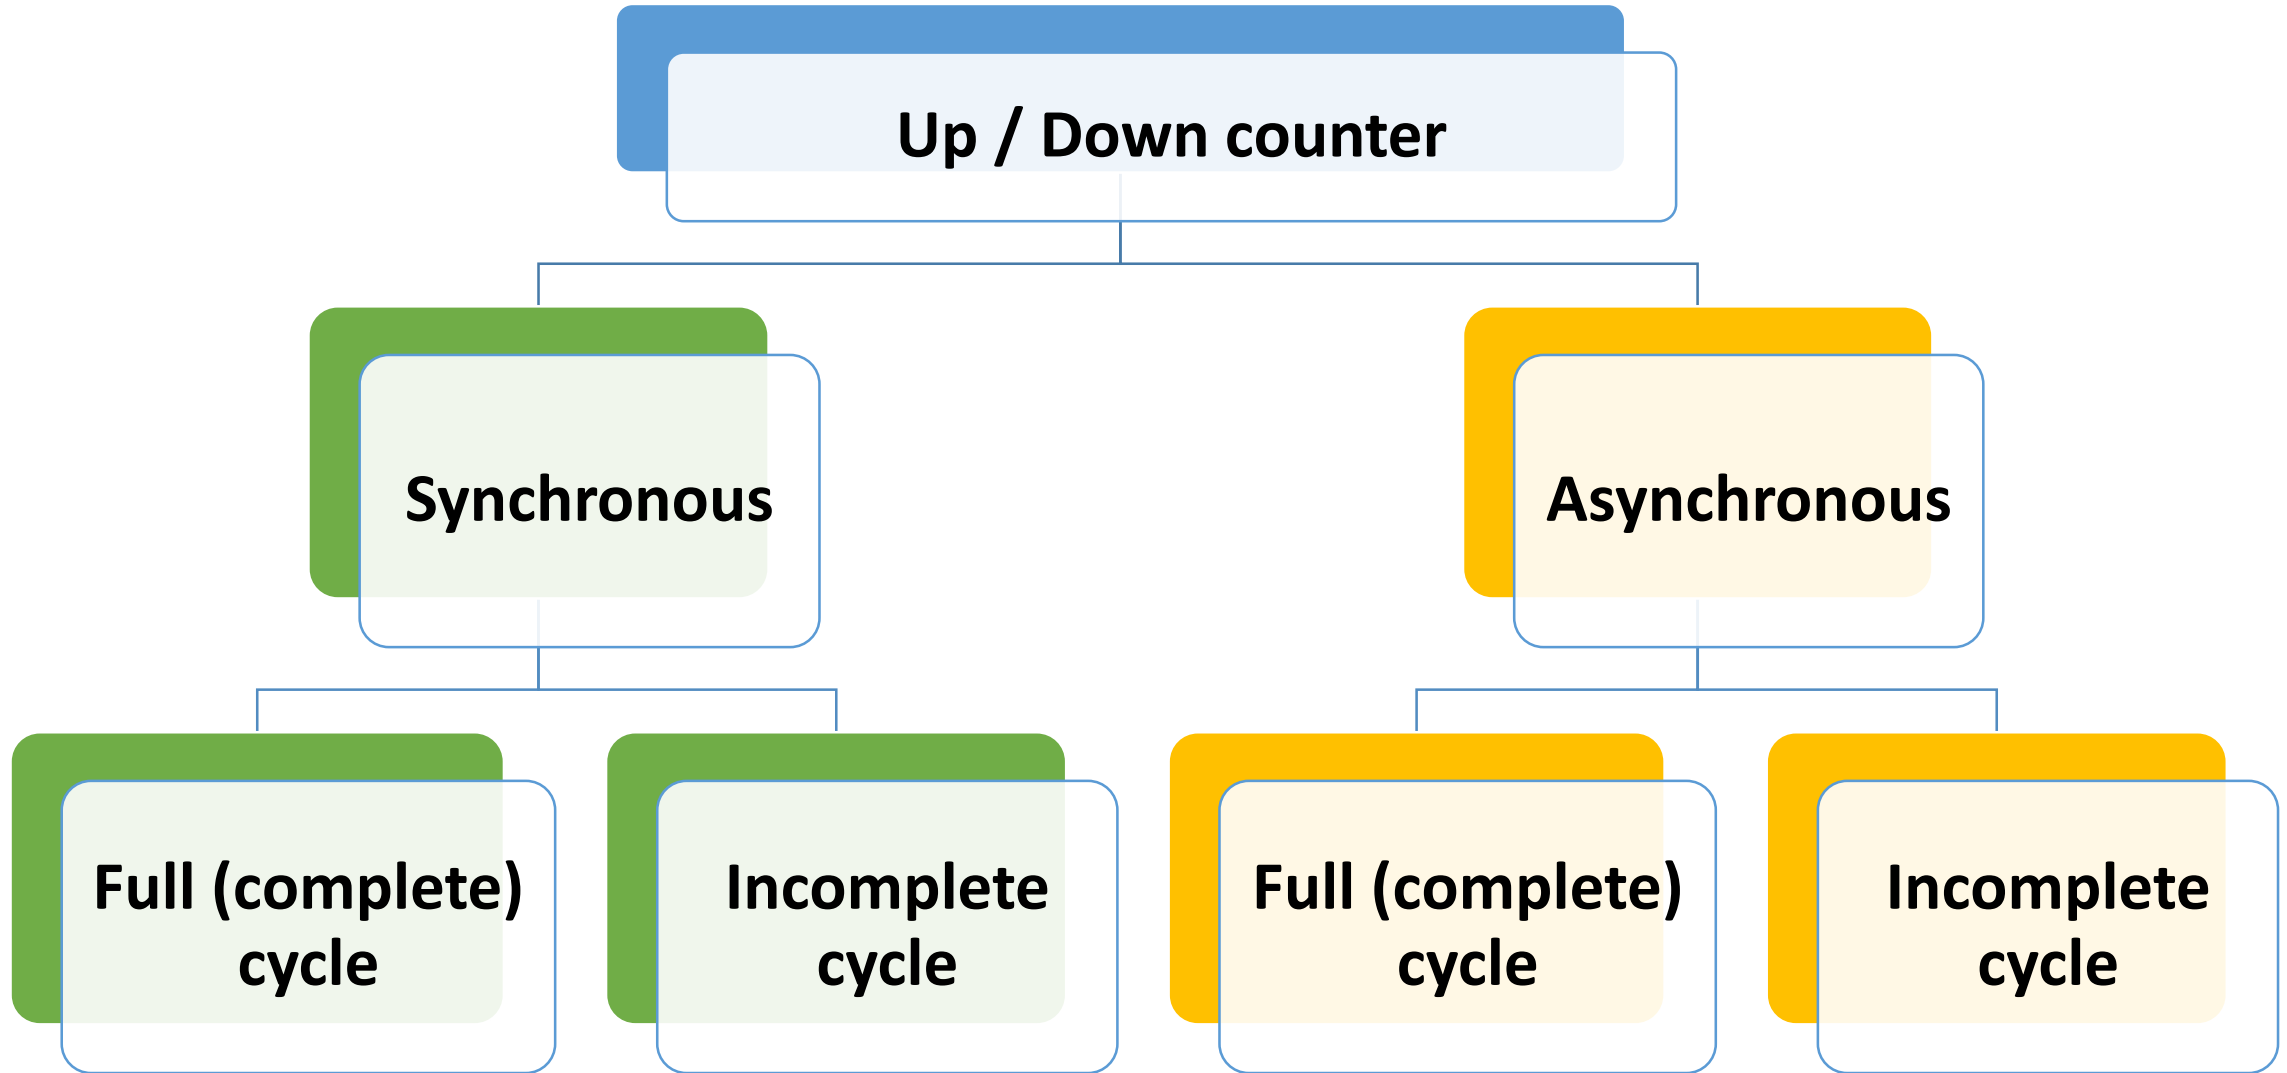 Up / Down counter
Synchronous
Asynchronous
Full (complete)
cycle
Incomplete
cycle
Full (complete)
cycle
Incomplete
cycle